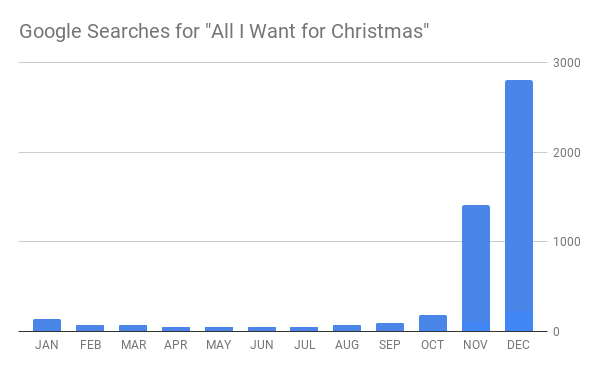 Google Searches for "All I Want for Christmas"
3000
2000
1000
0
JAN FEB MAR APR MAY JUN JUL AUG SEP OCT NOV DEC